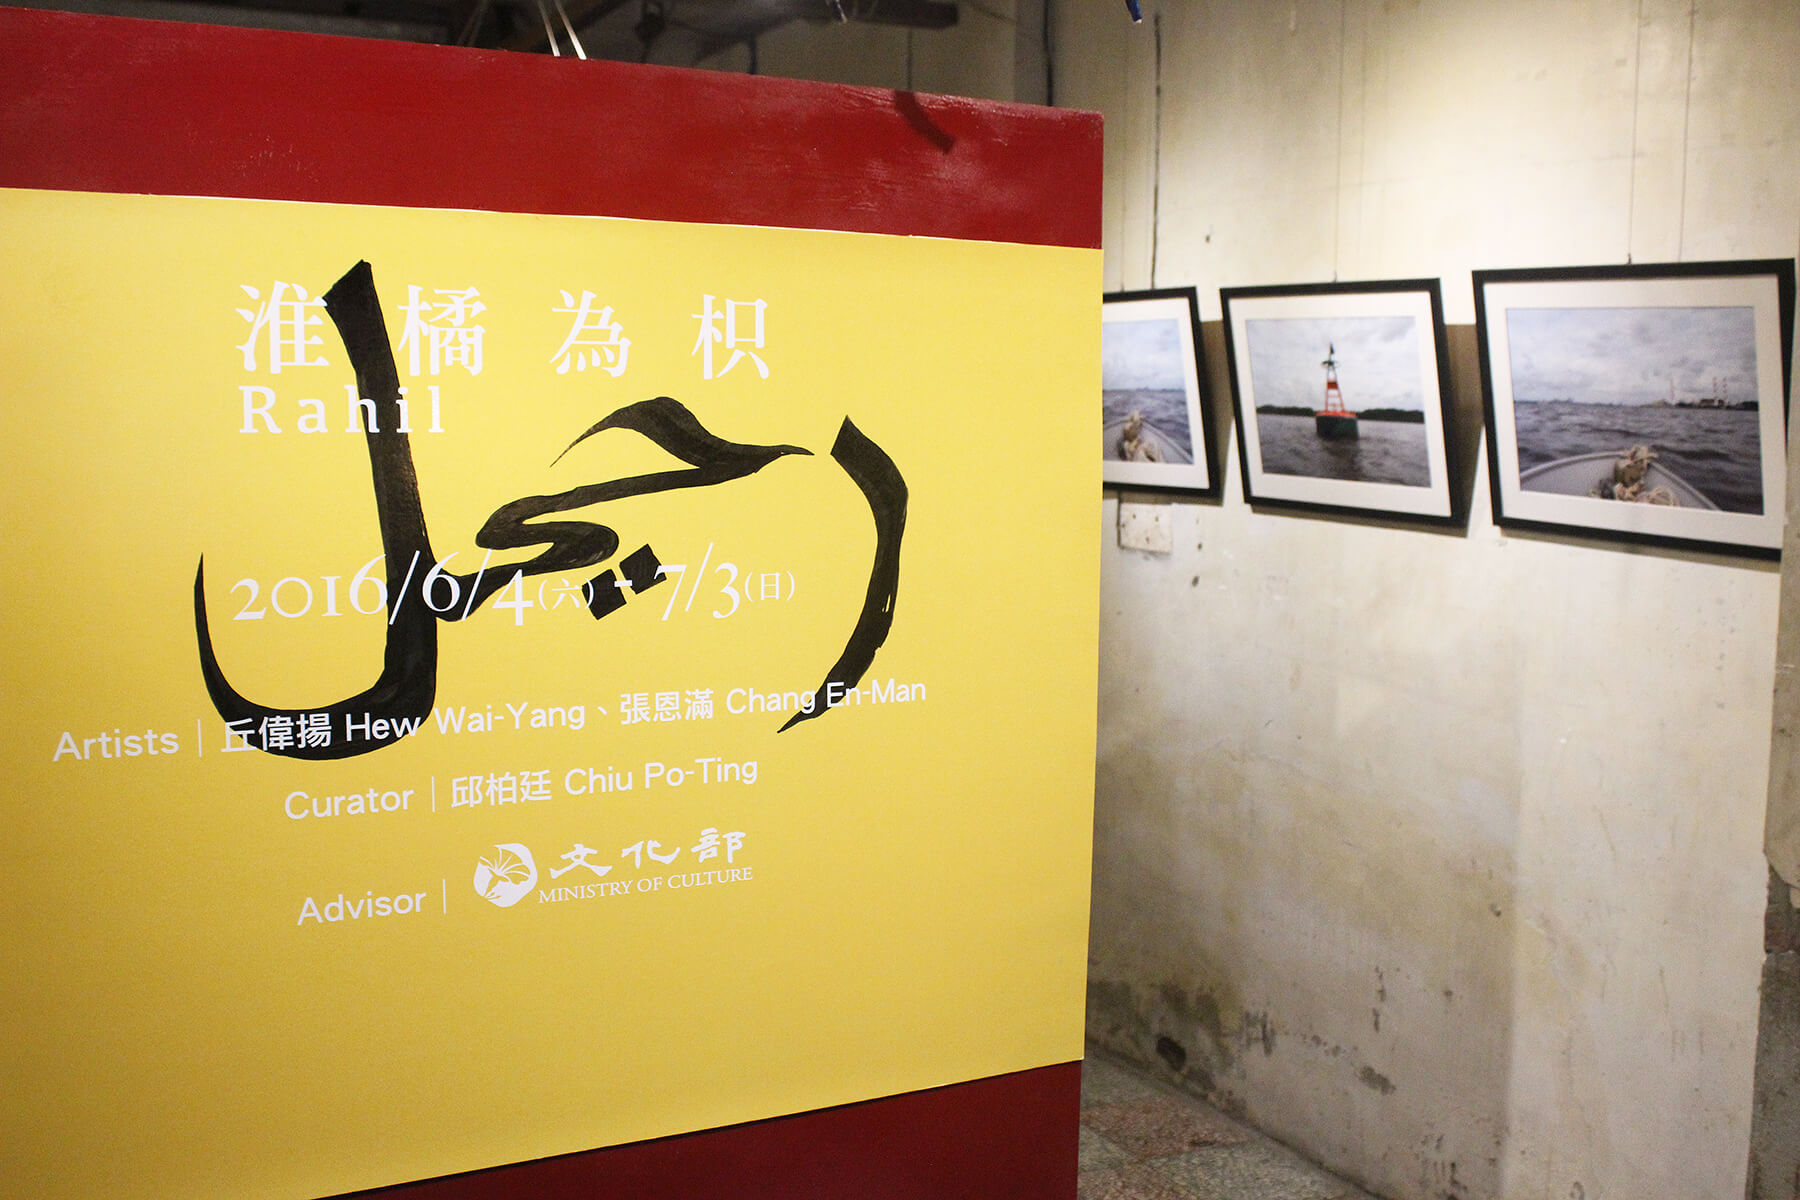 淮橘為枳
Rahil
رحيل
2016/6/4(六) - 7/3(日)
Artists｜丘偉揚 Hew Wai-Yang、張恩滿 Chang En-Man
Curator｜邱柏廷 Chiu Po-Ting
Advisor｜文化部
MINISTRY OF CULTURE